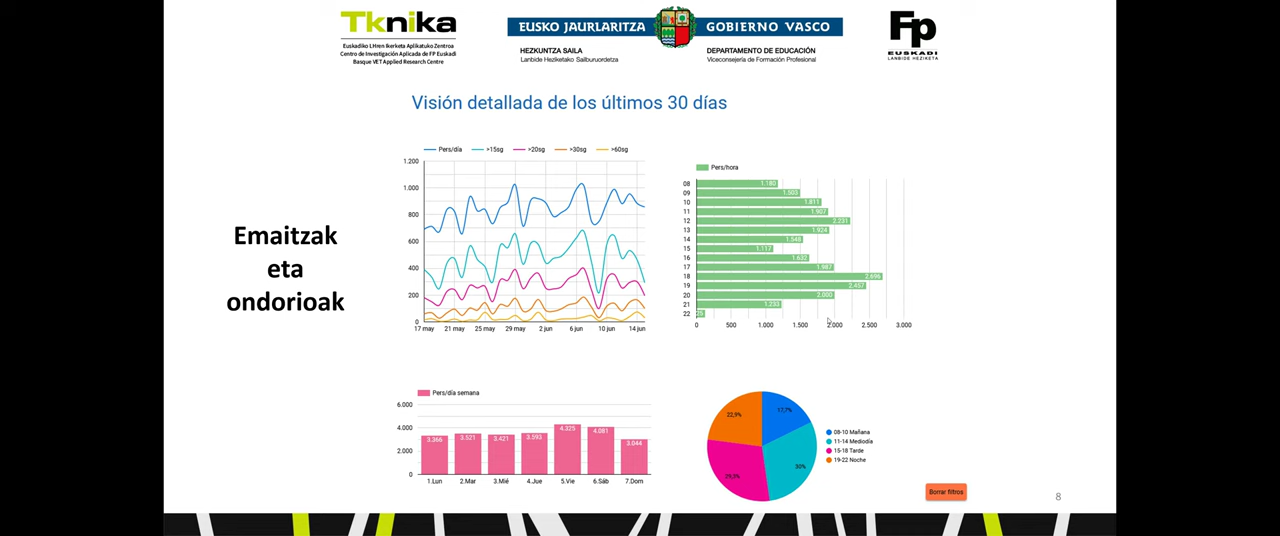 Tknika
Euskadiko LHren Ikerketa Aplikatuko Zentroa
Centro de Investigación Aplicada de FP Euskadi
Basque VET Applied Research Centre
EUSKO JAURLARITZA
GOBIERNO VASCO
HEZKUNTZA SAILA
Lanbide Heziketako Sailburuordetza
DEPARTAMENTO DE EDUCACIÓN
Viceconsejería de Formación Profesional
Fp
EUSKADI
LANBIDE HEZIKETA
Visión detallada de los últimos 30 días
Emaitzak
eta
ondorioak
Pers/día >15sg >20sg >30sg >60sg
1.200
1.000
800
600
400
200
0
17 may 21 may 25 may 29 may 2 jun 6 jun 10 jun 14 jun
Pers/hora
08 1.180
09 1.503
10 1.811
11 1.907
12 2.231
13 1.924
14 1.548
15 1.117
16 1.632
17 1.987
18 2.696
19 2.457
20 2.000
21 1.233
22
0 500 1.000 1.500 2.000 2.500 3.000
Pers/día semana
6.000
4.000
2.000
0
3.366 3.521 3.421 3.593 4.325 4.081 3.044
1.Lun 2.Mar 3.Mié 4.Jue 5.Vie 6.Sáb 7.Dom
22,9%
17,7%
30%
08-10 Mañana
11-14 Mediodía
15-18 Tarde
19-22 Noche
Borrar filtros
8